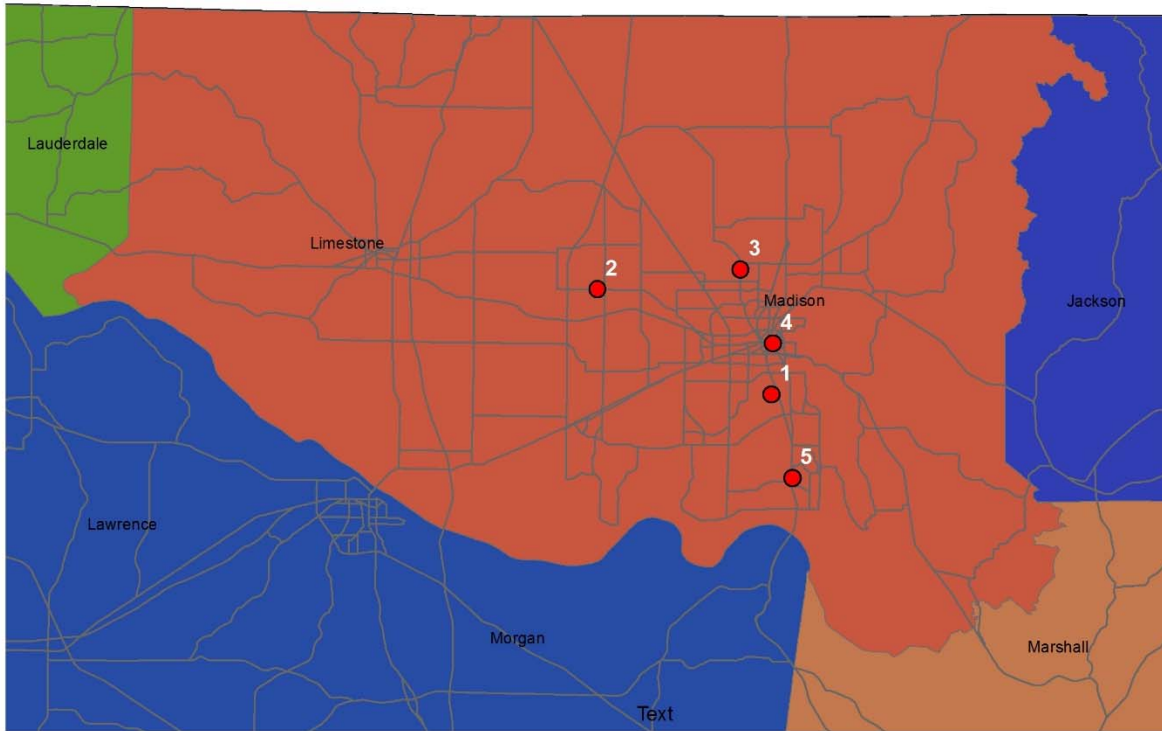 Lauderdale
Limestone
2
3
Madison
Jackson
4
1
5
Lawrence
Morgan
Marshall
Text